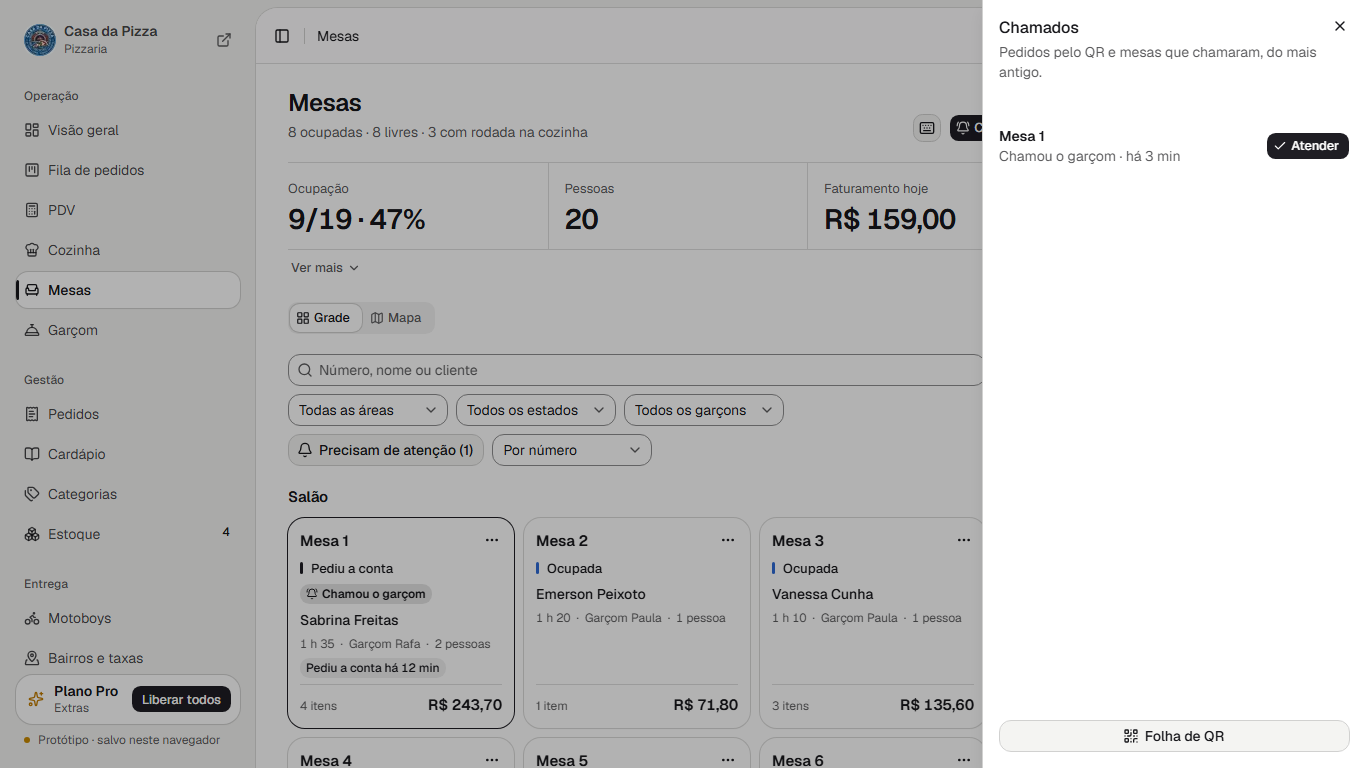 Casa da Pizza
Pizzaria
Operação
Visão geral
Fila de pedidos
PDV
Cozinha
Mesas
Garçom
Gestão
Pedidos
Cardápio
Categorias
Estoque 4
Entrega
Motoboys
Bairros e taxas
Plano Pro
Extras
Liberar todos
Protótipo · salvo neste navegador
Mesas
Mesas
8 ocupadas · 8 livres · 3 com rodada na cozinha
Ocupação
9/19 · 47%
Pessoas
20
Faturamento hoje
R$ 159,00
Ver mais
Grade Mapa
Número, nome ou cliente
Todas as áreas Todos os estados Todos os garçons
Precisam de atenção (1) Por número
Salão
Mesa 1
Pediu a conta
Chamou o garçom
Sabrina Freitas
1 h 35 · Garçom Rafa · 2 pessoas
Pediu a conta há 12 min
4 itens R$ 243,70
Mesa 2
Ocupada
Emerson Peixoto
1 h 20 · Garçom Paula · 1 pessoa
1 item R$ 71,80
Mesa 3
Ocupada
Vanessa Cunha
1 h 10 · Garçom Paula · 1 pessoa
3 itens R$ 135,60
Mesa 4
Mesa 5
Mesa 6
Chamados
Pedidos pelo QR e mesas que chamaram, do mais
antigo.
Mesa 1
Chamou o garçom · há 3 min
Atender
Folha de QR